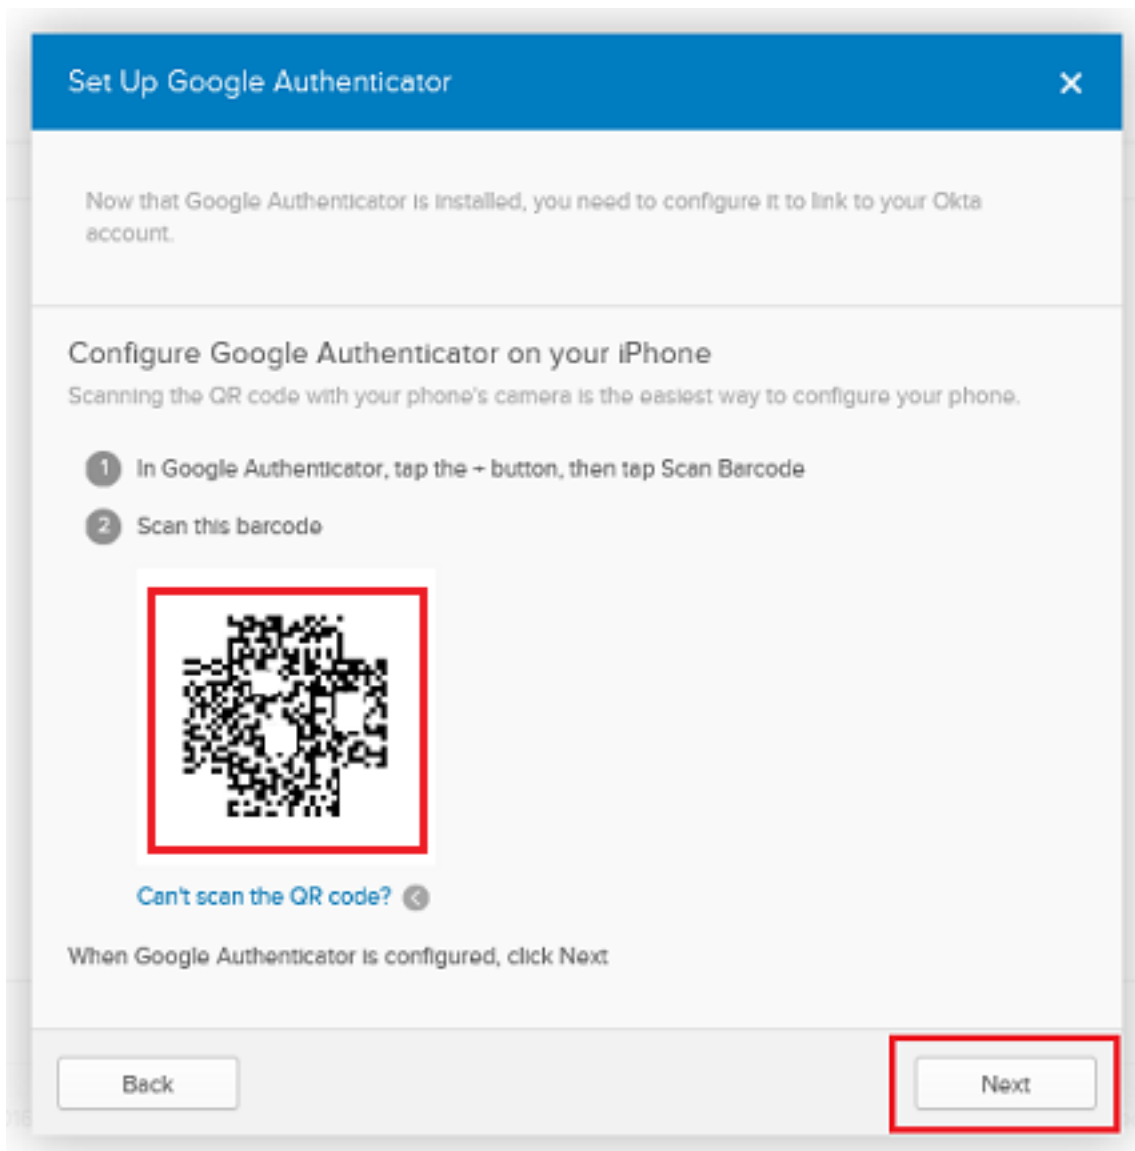 Set Up Google Authenticator
Now that Google Authenticator is installed, you need to configure it to link to your Okta
account.
Configure Google Authenticator on your iPhone
Scanning the QR code with your phone's camera is the easiest way to configure your phone.
1 In Google Authenticator, tap the + button, then tap Scan Barcode
2 Scan this barcode
Can't scan the QR code?
When Google Authenticator is configured, click Next
Back
Next